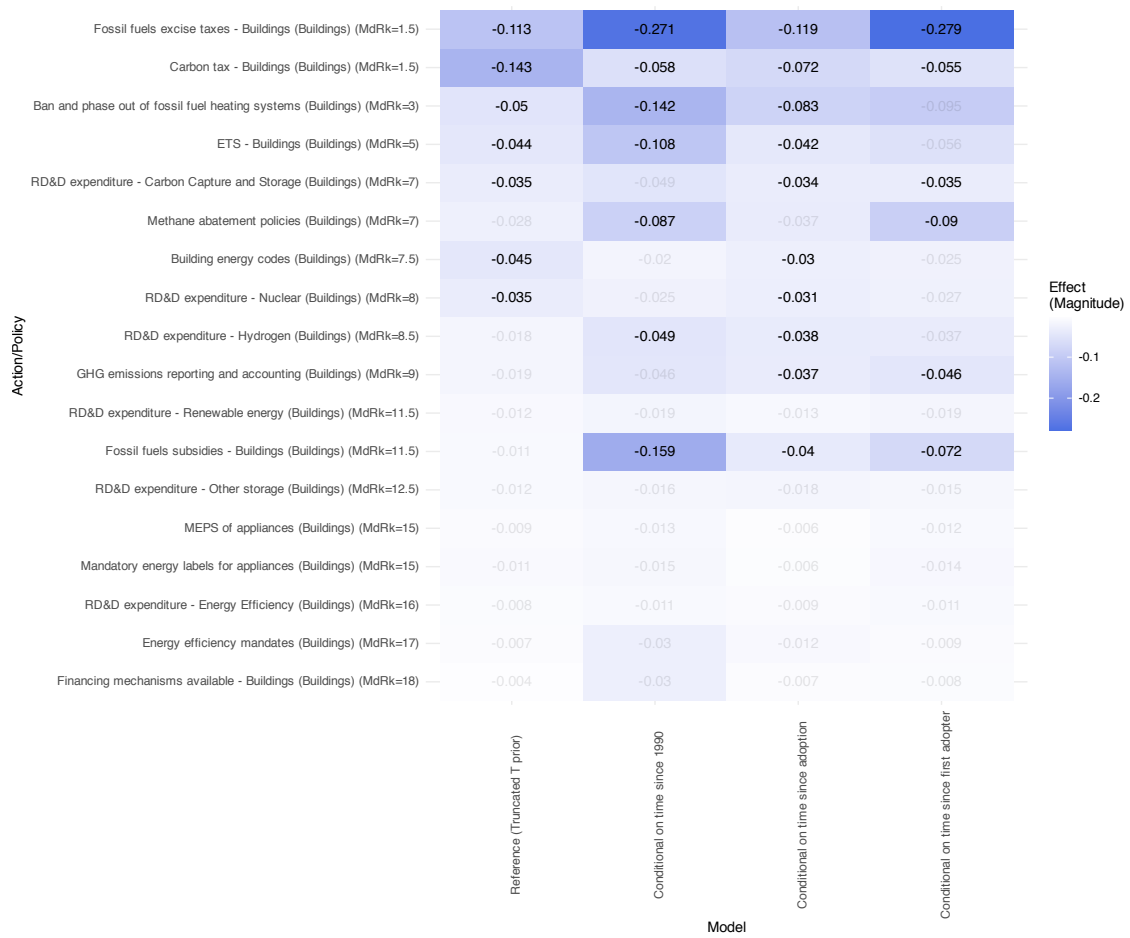 Fossil fuels excise taxes - Buildings (Buildings) (MdRk=1.5) -0.113 -0.271 -0.119 -0.279
Carbon tax - Buildings (Buildings) (MdRk=1.5) -0.143 -0.058 -0.072 -0.055
Ban and phase out of fossil fuel heating systems (Buildings) (MdRk=3) -0.05 -0.142 -0.083 -0.095
ETS - Buildings (Buildings) (MdRk=5) -0.044 -0.108 -0.042 -0.056
RD&D expenditure - Carbon Capture and Storage (Buildings) (MdRk=7) -0.035 -0.049 -0.034 -0.035
Methane abatement policies (Buildings) (MdRk=7) -0.028 -0.087 -0.037 -0.09
Building energy codes (Buildings) (MdRk=7.5) -0.045 -0.02 -0.03 -0.025
RD&D expenditure - Nuclear (Buildings) (MdRk=8) -0.035 -0.025 -0.031 -0.027
RD&D expenditure - Hydrogen (Buildings) (MdRk=8.5) -0.018 -0.049 -0.038 -0.037
GHG emissions reporting and accounting (Buildings) (MdRk=9) -0.019 -0.046 -0.037 -0.046
RD&D expenditure - Renewable energy (Buildings) (MdRk=11.5) -0.012 -0.019 -0.013 -0.019
Fossil fuels subsidies - Buildings (Buildings) (MdRk=11.5) -0.011 -0.159 -0.04 -0.072
RD&D expenditure - Other storage (Buildings) (MdRk=12.5) -0.012 -0.016 -0.018 -0.015
MEPS of appliances (Buildings) (MdRk=15) -0.009 -0.013 -0.006 -0.012
Mandatory energy labels for appliances (Buildings) (MdRk=15) -0.011 -0.015 -0.006 -0.014
RD&D expenditure - Energy Efficiency (Buildings) (MdRk=16) -0.008 -0.011 -0.009 -0.011
Energy efficiency mandates (Buildings) (MdRk=17) -0.007 -0.03 -0.012 -0.009
Financing mechanisms available - Buildings (Buildings) (MdRk=18) -0.004 -0.03 -0.007 -0.008
Action/Policy
Reference (Truncated T prior)
Conditional on time since 1990
Conditional on time since adoption
Conditional on time since first adopter
Model
Effect
(Magnitude)
-0.1
-0.2